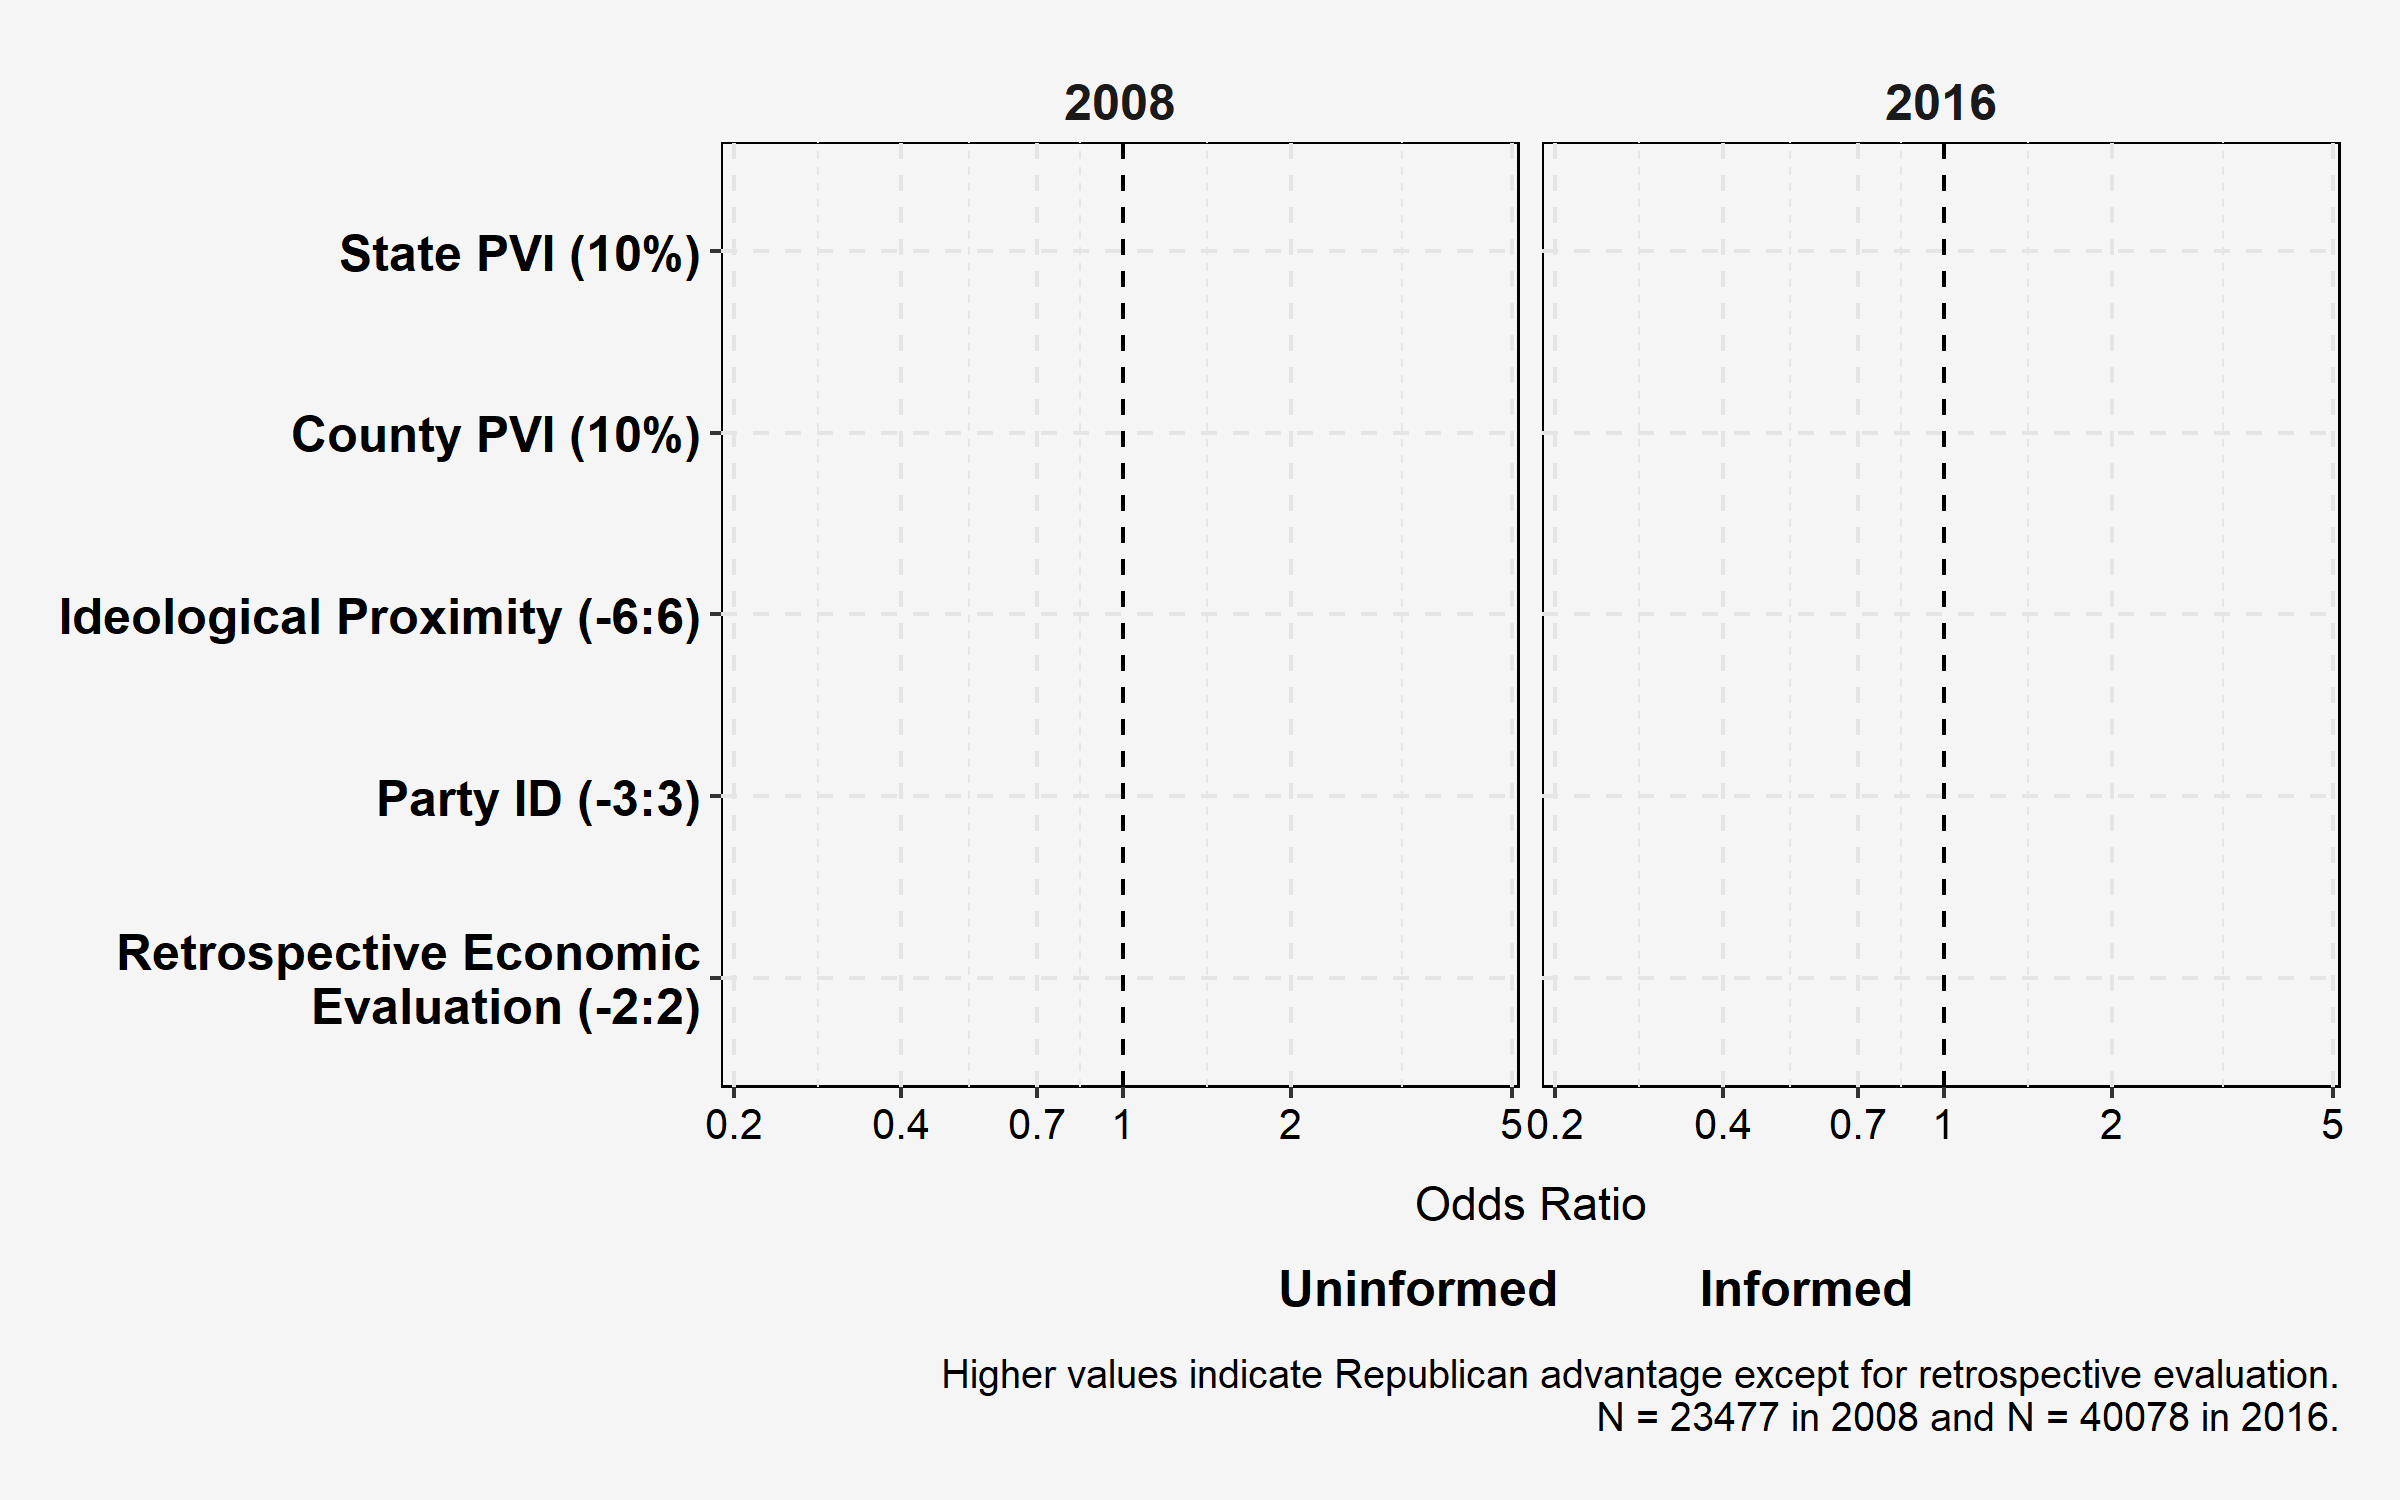 2008 2016
State PVI (10%)
County PVI (10%)
Ideological Proximity (-6:6)
Party ID (-3:3)
Retrospective Economic
Evaluation (-2:2)
0.2 0.4 0.7 1 2 5 0.2 0.4 0.7 1 2 5
Odds Ratio
Uninformed Informed
Higher values indicate Republican advantage except for retrospective evaluation.
N = 23477 in 2008 and N = 40078 in 2016.